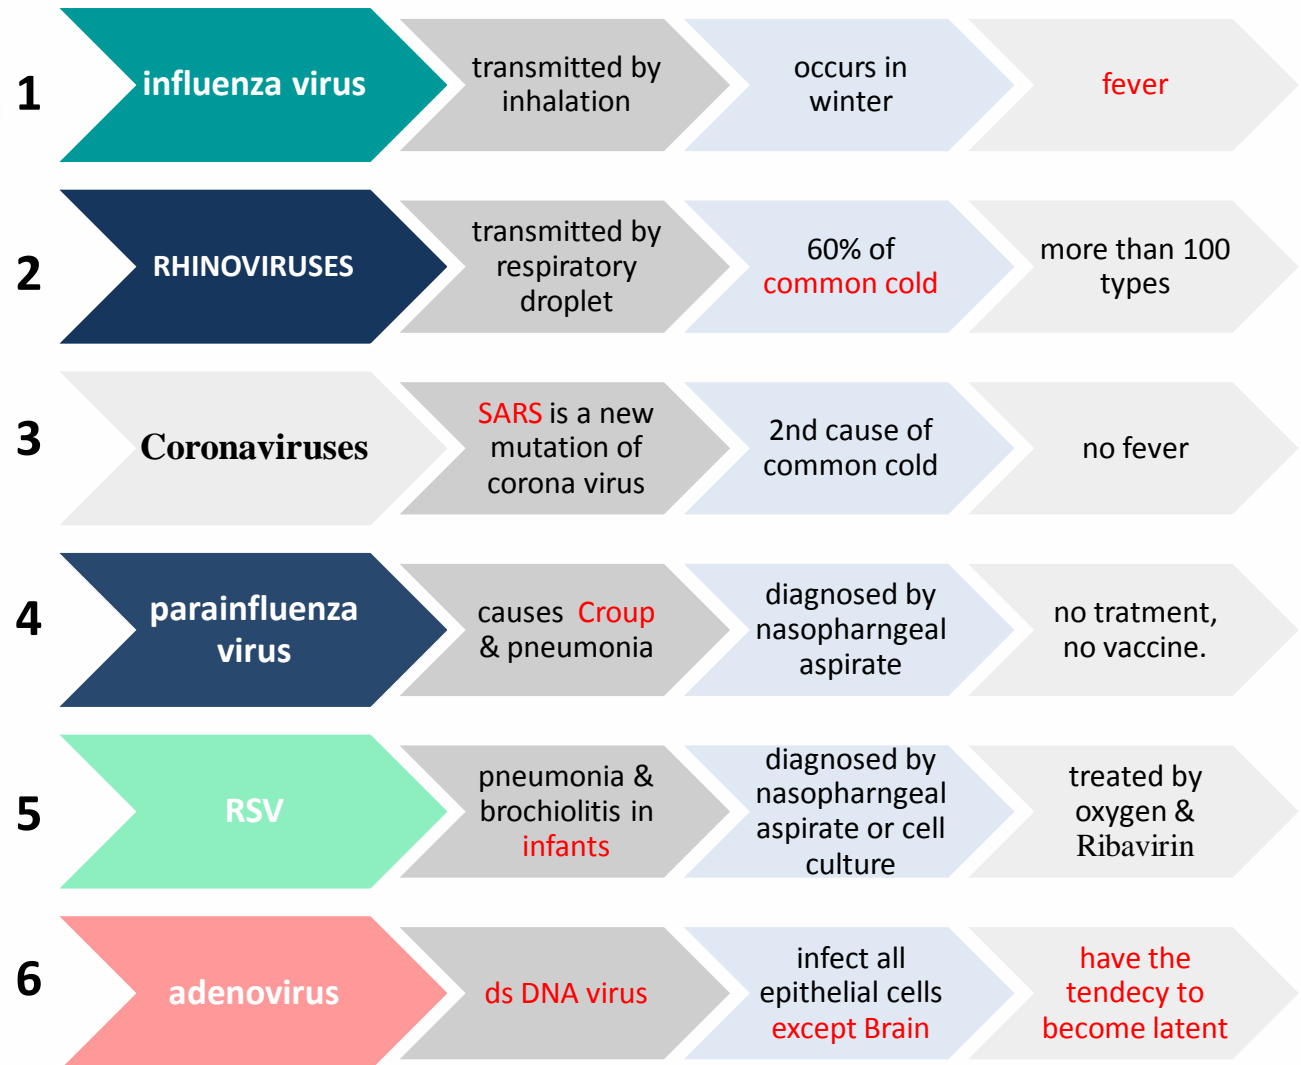 1
influenza virus
transmitted by
inhalation
occurs in
winter
fever
2
RHINOVIRUSES
transmitted by
respiratory
droplet
60% of
common cold
more than 100
types
3
Coronaviruses
SARS is a new
mutation of
corona virus
2nd cause of
common cold
no fever
4
parainfluenza
virus
causes Croup
& pneumonia
diagnosed by
nasopharngeal
aspirate
no tratment,
no vaccine.
5
RSV
pneumonia &
brochiolitis in
infants
diagnosed by
nasopharngeal
aspirate or cell
culture
treated by
oxygen &
Ribavirin
6
adenovirus
ds DNA virus
infect all
epithelial cells
except Brain
have the
tendecy to
become latent